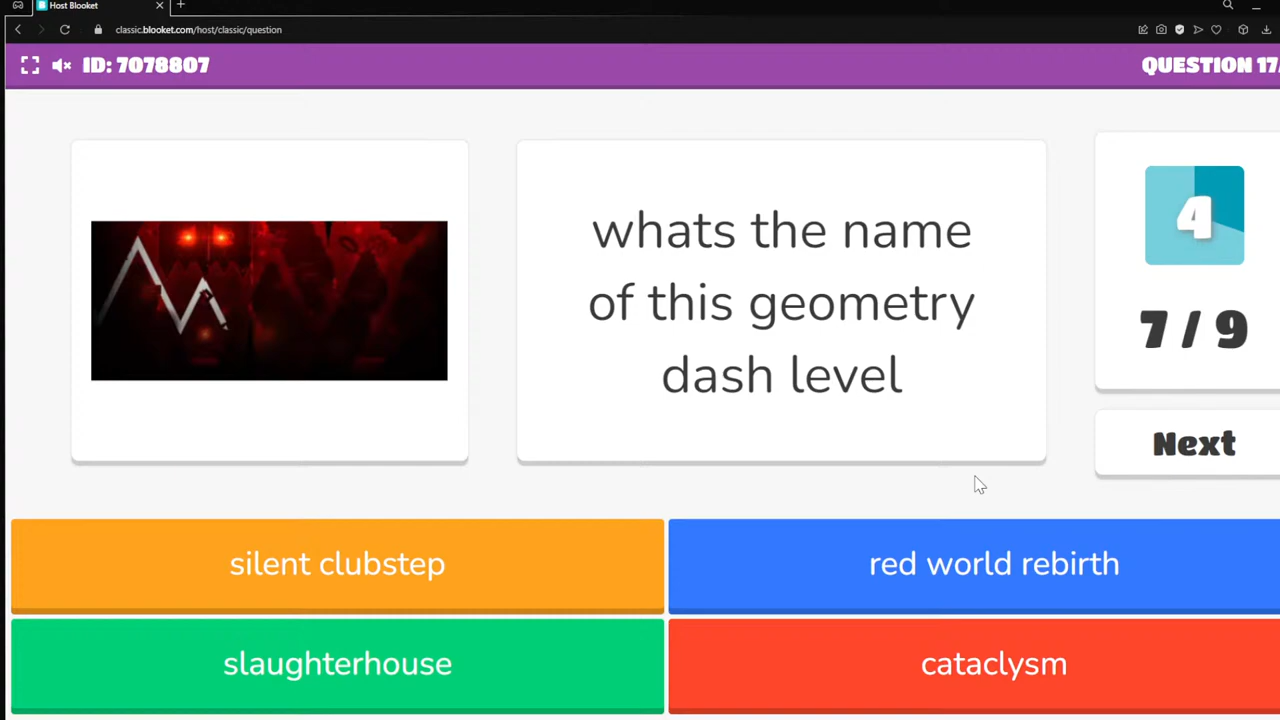 Host Blooket
classic.blooket.com/host/classic/question
ID: 7078807
QUESTION 17
whats the name
of this geometry
dash level
4
7 / 9
Next
silent clubstep
red world rebirth
slaughterhouse
cataclysm